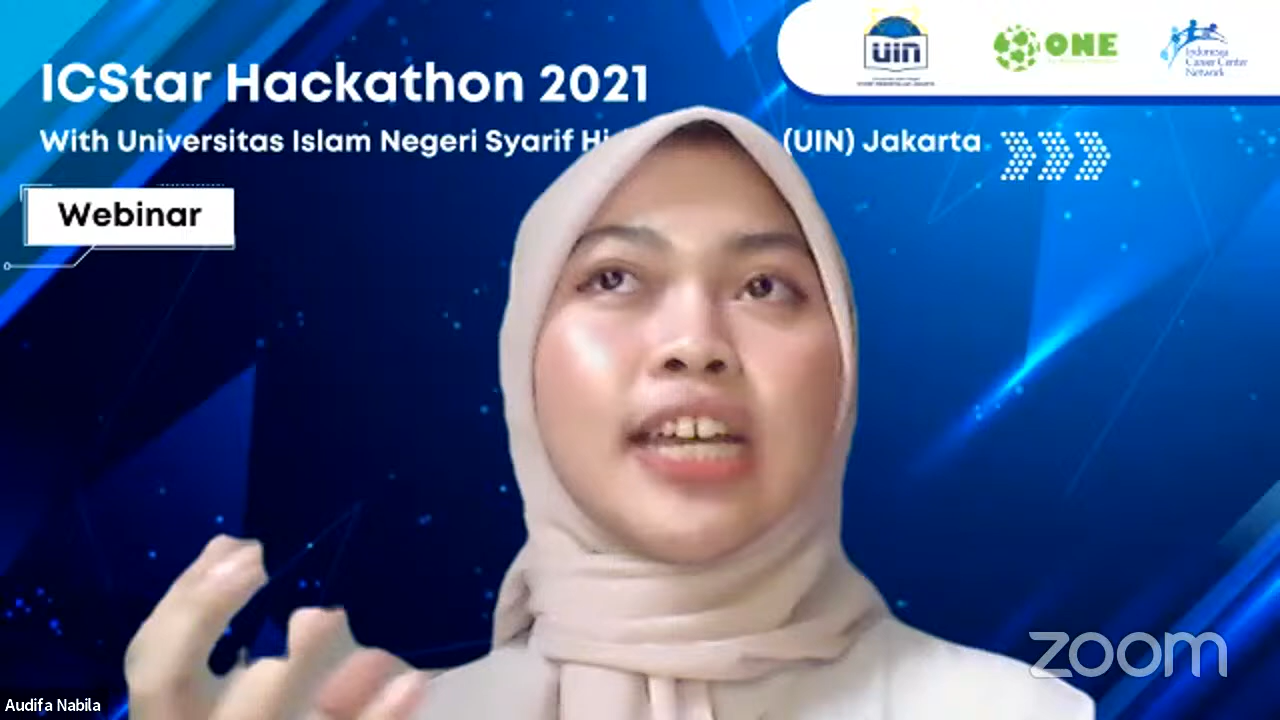 ICStar Hackathon 2021
With Universitas Islam Negeri Syarif Hi (UIN) Jakarta
Webinar
UIN
ONE
Indonesia
Career Center
Network
zoom
Audifa Nabila